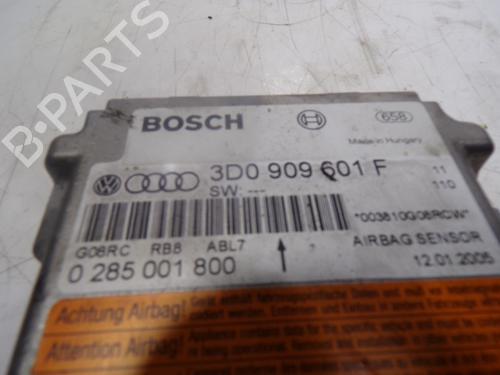 BOSCH
658
Made in Hungary
3D0 909 601 F
11
SW: ---
110
*003810G08RCW*
G08RC RB8 ABL7
AIRBAG SENSOR
0 285 001 800
12.01.2005
Achtung Airbag!
Attention Airbag!
B-PARTS